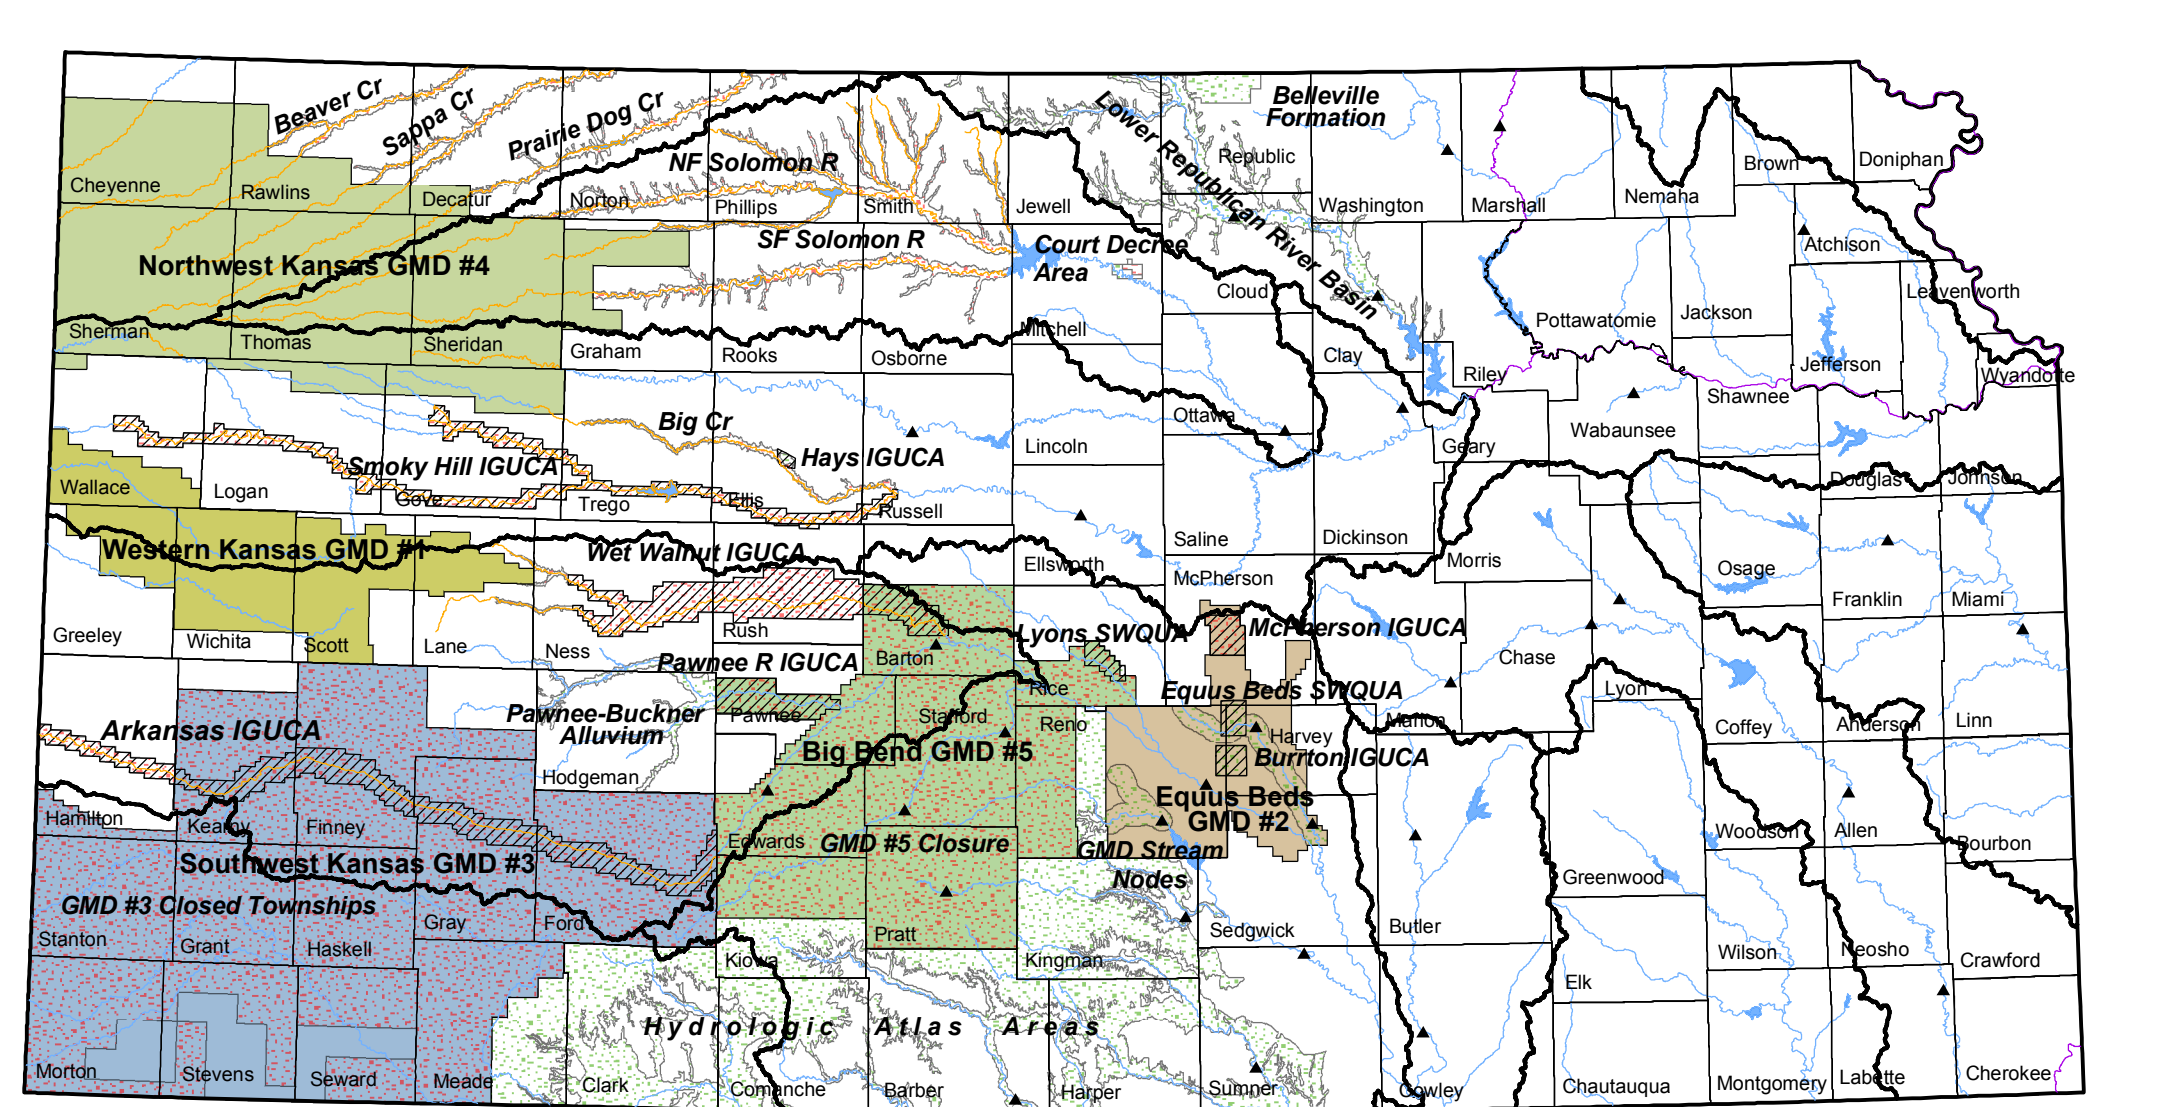 Beaver Cr
Sappa Cr
Prairie Dog Cr
NF Solomon R
Lower Republican River Basin
Belleville
Formation
Republic
Cheyenne
Rawlins
Decatur
Norton
Phillips
Smith
Jewell
Washington
Marshall
Nemaha
Brown
Doniphan
Atchison
Northwest Kansas GMD #4
SF Solomon R
Court Decree
Area
Cloud
Pottawatomie
Jackson
Leavenworth
Sherman
Thomas
Sheridan
Graham
Rooks
Osborne
Mitchell
Clay
Riley
Jefferson
Wyandotte
Shawnee
Big Cr
Hays IGUCA
Ottawa
Lincoln
Geary
Wabaunsee
Smoky Hill IGUCA
Wallace
Logan
Gove
Trego
Ellis
Russell
Douglas
Johnson
Western Kansas GMD #1
Wet Walnut IGUCA
Ellsworth
Saline
Dickinson
Morris
McPherson
Osage
Franklin
Miami
Greeley
Wichita
Scott
Lane
Ness
Rush
Barton
Lyons SWQUA
McPherson IGUCA
Chase
Pawnee R IGUCA
Rice
Equus Beds SWQUA
Lyon
Arkansas IGUCA
Pawnee-Buckner
Alluvium
Pawnee
Stafford
Reno
Marion
Harvey
Coffey
Anderson
Linn
Hodgeman
Big Bend GMD #5
Burrton IGUCA
Equus Beds
GMD #2
Hamilton
Kearny
Finney
Edwards
GMD #5 Closure
GMD Stream
Nodes
Woodson
Allen
Bourbon
Southwest Kansas GMD #3
GMD #3 Closed Townships
Greenwood
Stanton
Grant
Haskell
Gray
Ford
Pratt
Sedgwick
Butler
Kiowa
Kingman
Wilson
Neosho
Crawford
Elk
Hydrologic Atlas Areas
Morton
Stevens
Seward
Meade
Clark
Comanche
Barber
Harper
Sumner
Cowley
Chautauqua
Montgomery
Labette
Cherokee